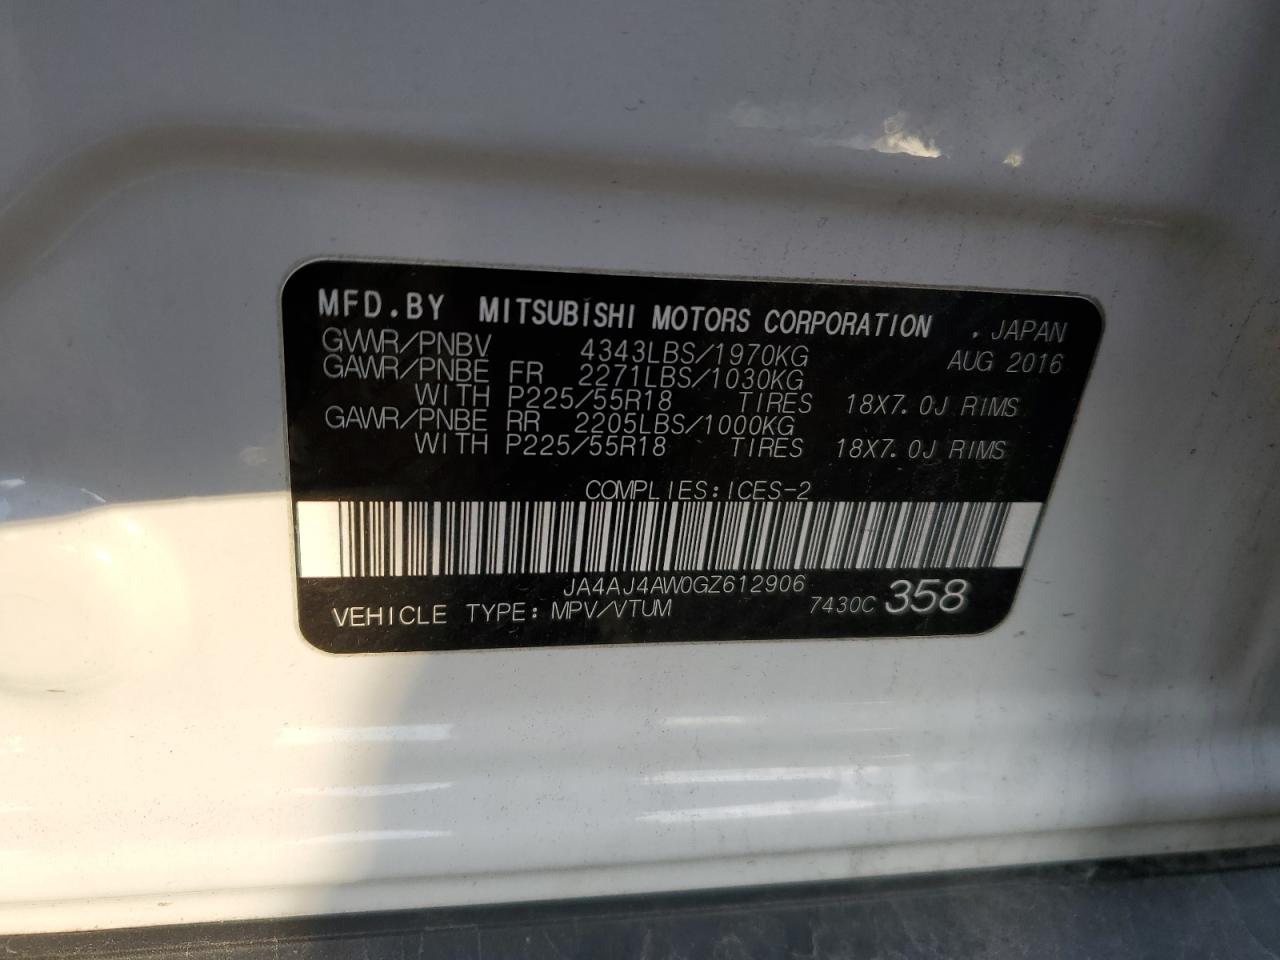 MFD.BY MITSUBISHI MOTORS CORPORATION . JAPAN
GVWR/PNBV 4343LBS/1970KG AUG 2016
GAWR/PNBE FR 2271LBS/1030KG
WITH P225/55R18 TIRES 18X7.0J RIMS
GAWR/PNBE RR 2205LBS/1000KG
WITH P225/55R18 TIRES 18X7.0J RIMS
COMPLIES:ICES-2
JA4AJ4AW0GZ612906
VEHICLE TYPE:MPV/VTUM 7430C 358